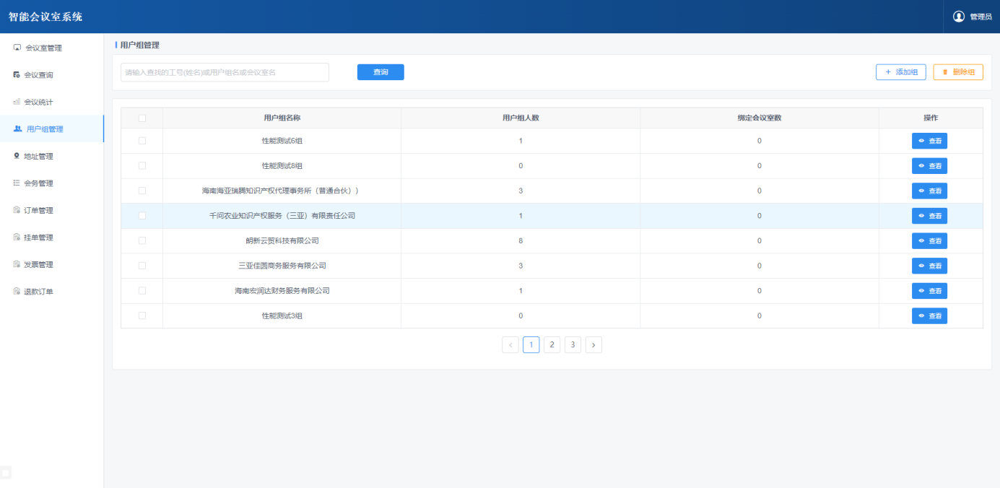 智能会议室系统
管理员
会议室管理
会议查询
会议统计
用户组管理
地址管理
会务管理
订单管理
挂单管理
发票管理
退款订单
用户组管理
请输入查找的工号(姓名)或用户组名或会议室名
查询
+ 添加组
删除组
用户组名称 用户组人数 绑定会议室数 操作
性能测试6组 1 0 查看
性能测试8组 0 0 查看
海南海亚瑞腾知识产权代理事务所（普通合伙）） 3 0 查看
千问农业知识产权服务（三亚）有限责任公司 1 0 查看
朗新云贸科技有限公司 8 0 查看
三亚佳圆商务服务有限公司 3 0 查看
海南宏润达财务服务有限公司 1 0 查看
性能测试3组 0 0 查看
< 1 2 3 >